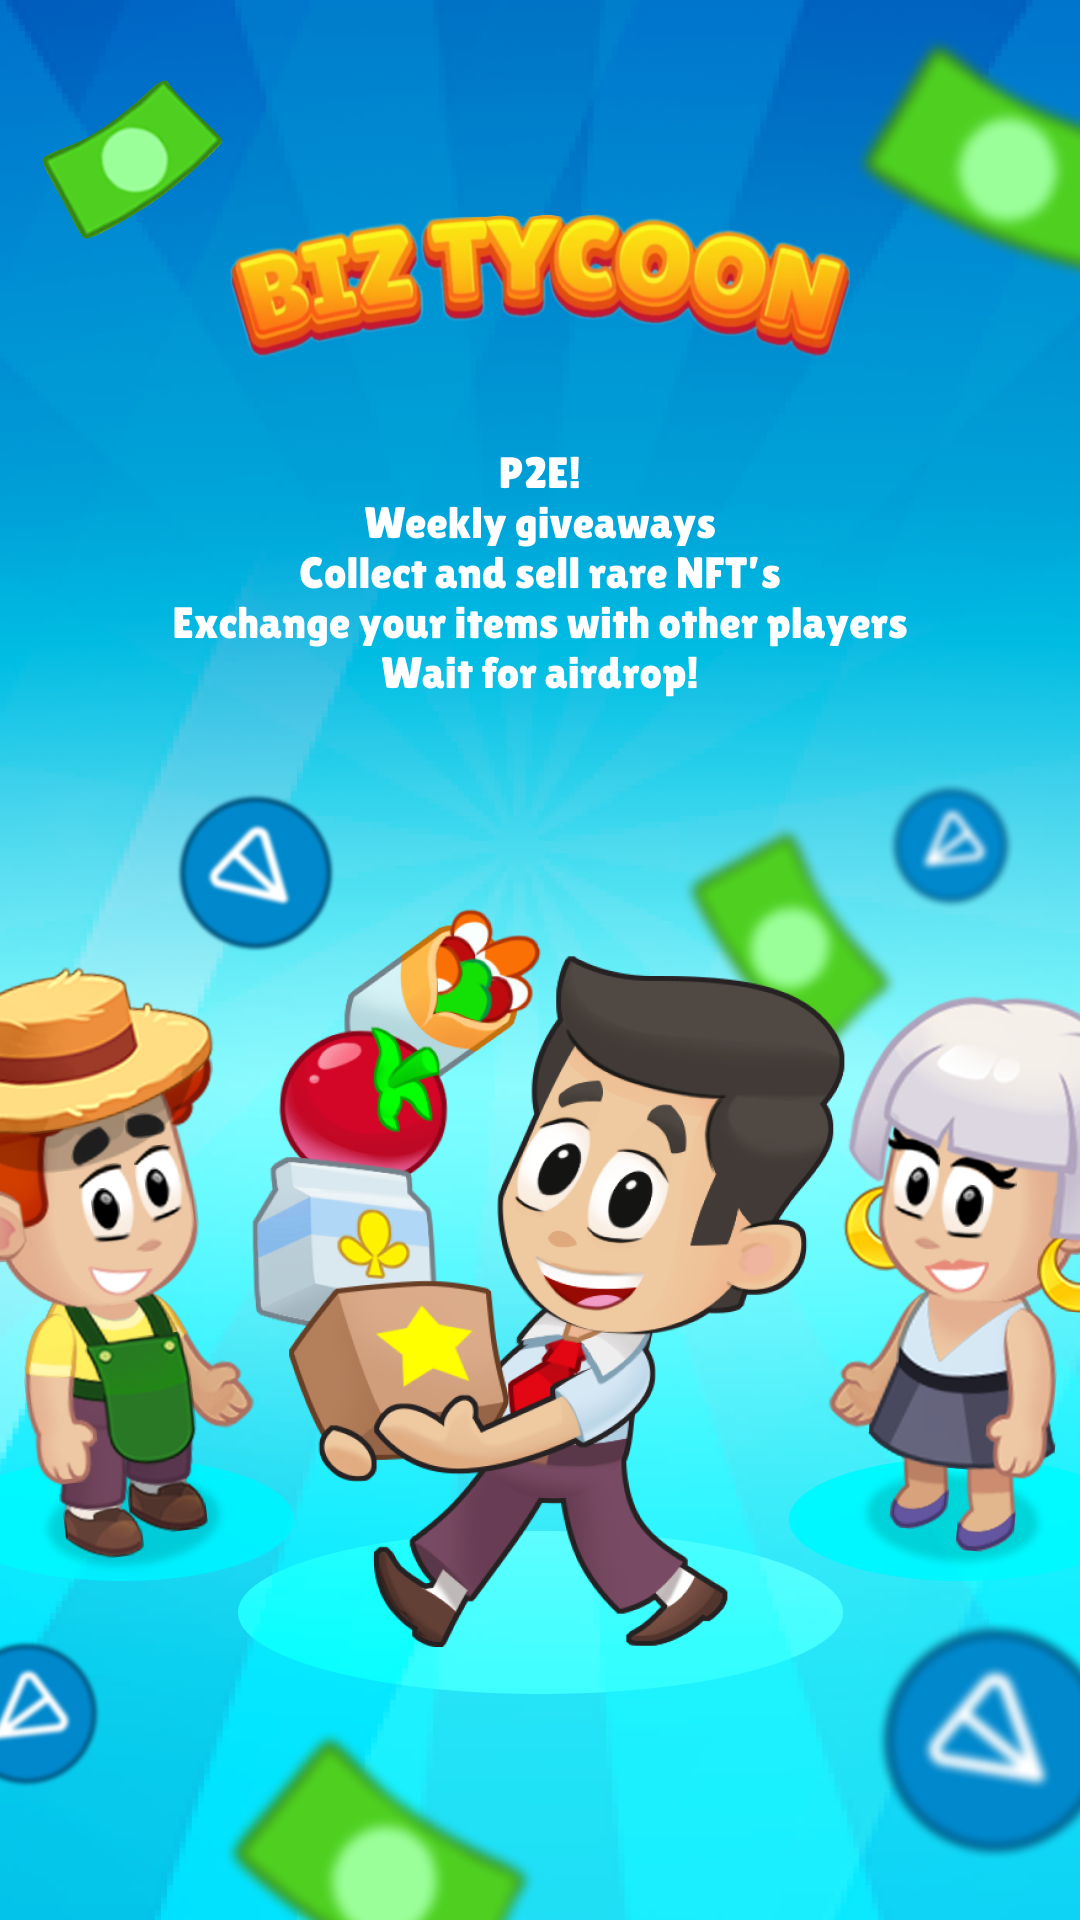 BIZ TYCOON
P2E!
Weekly giveaways
Collect and sell rare NFT's
Exchange your items with other players
Wait for airdrop!